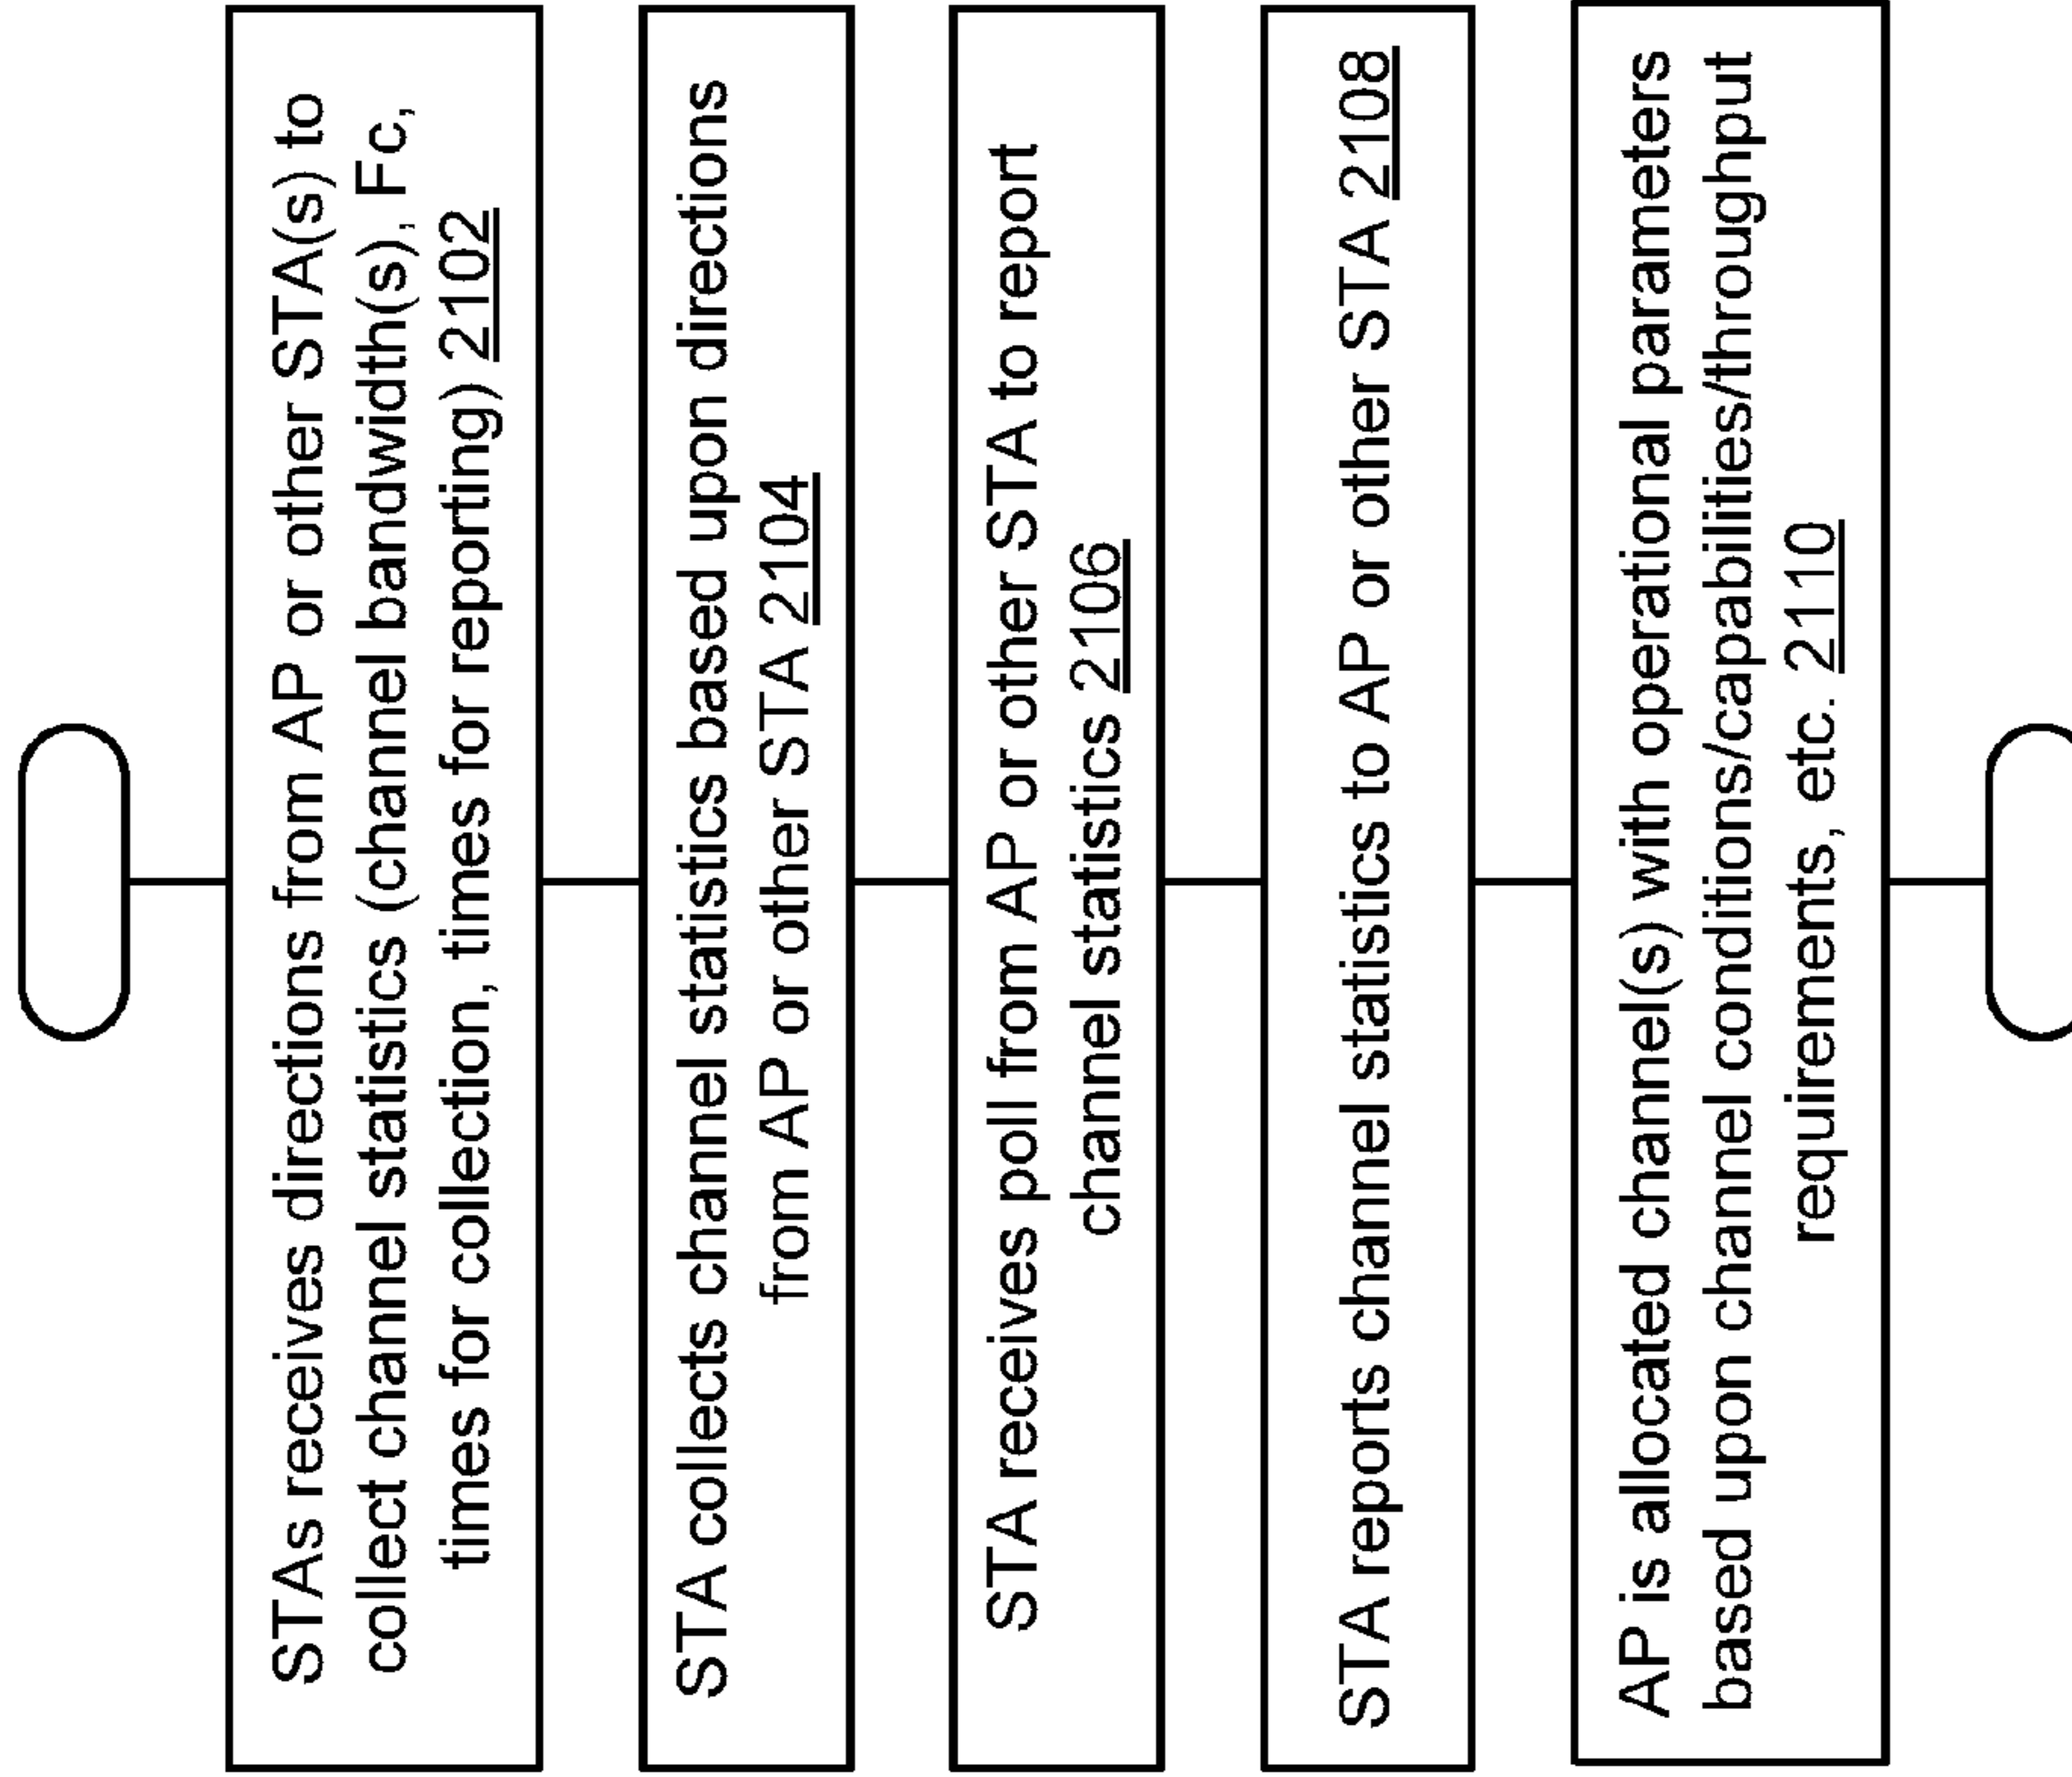 STAs receives directions from AP or other STA(s) to
collect channel statistics (channel bandwidth(s), Fc,
times for collection, times for reporting) 2102
STA collects channel statistics based upon directions
from AP or other STA 2104
STA receives poll from AP or other STA to report
channel statistics 2106
STA reports channel statistics to AP or other STA 2108
AP is allocated channel(s) with operational parameters
based upon channel conditions/capabilities/throughput
requirements, etc. 2110